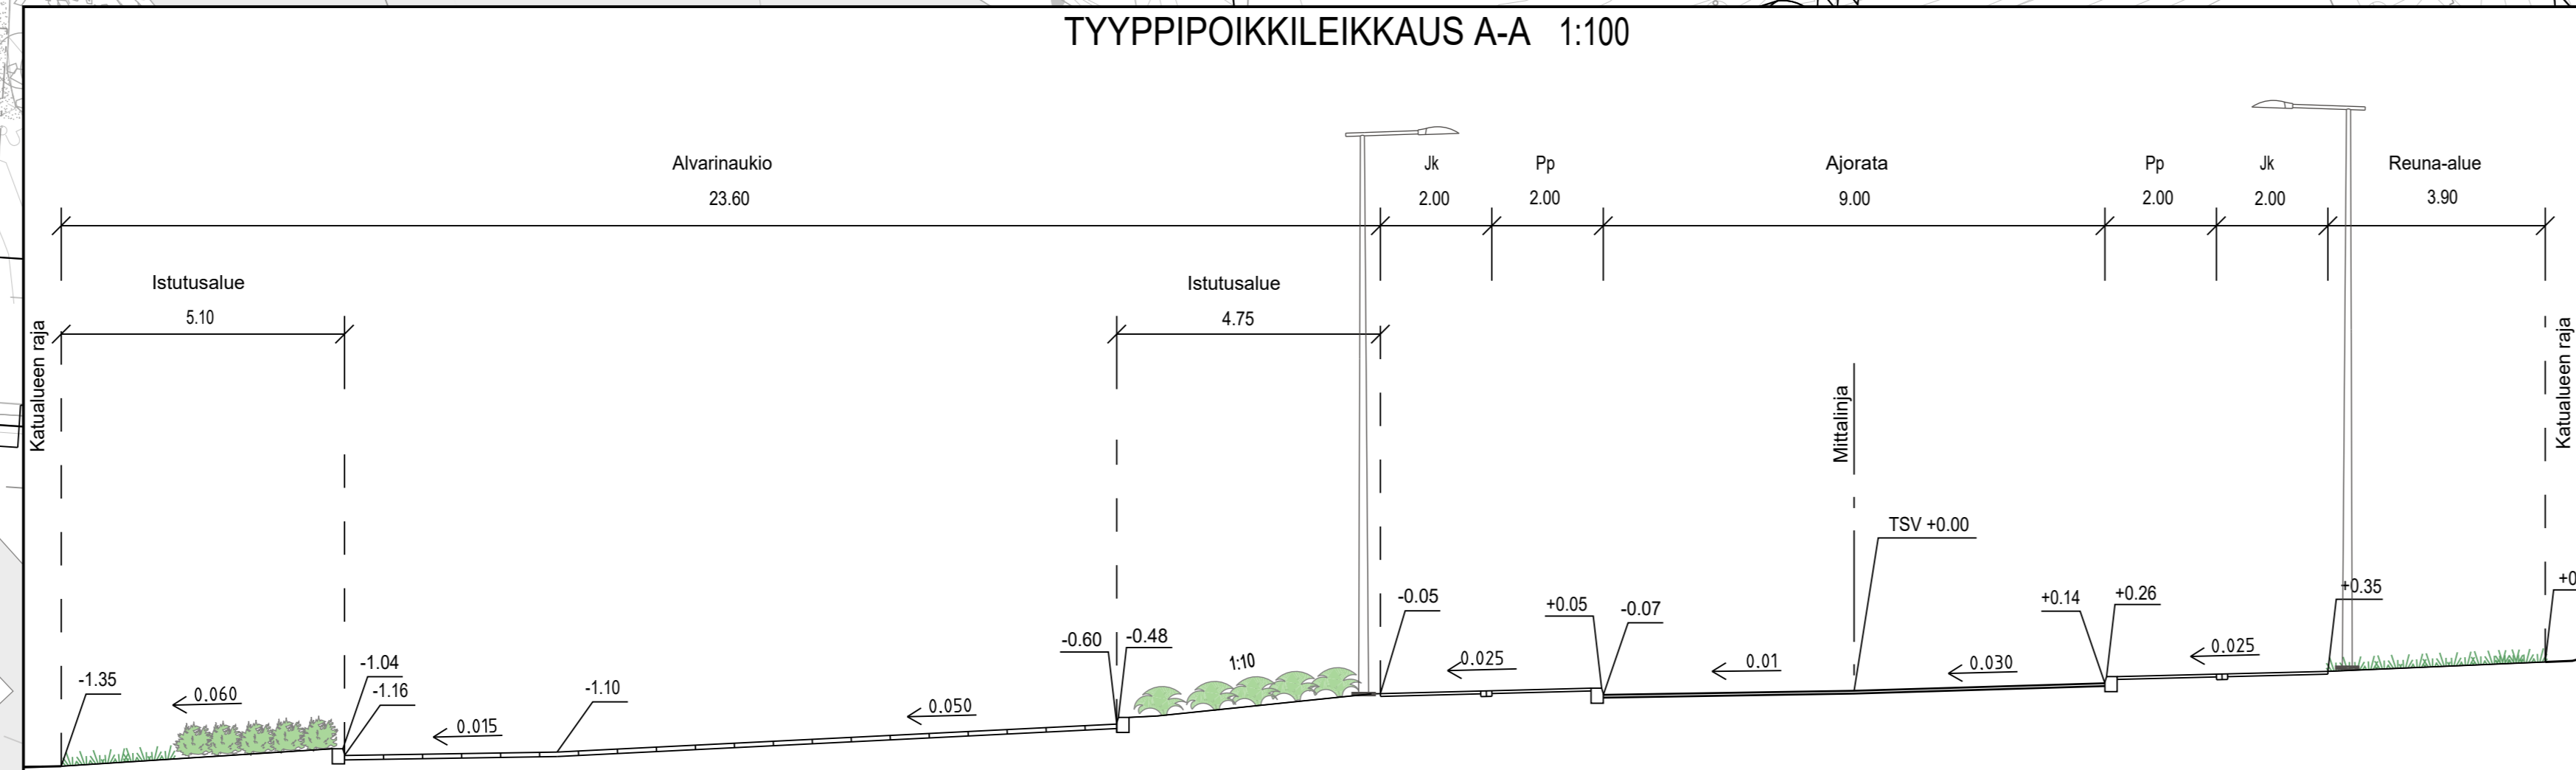 TYYPPIPOIKKILEIKKAUS A-A 1:100
Alvarinaukio
23.60
Jk
2.00
Pp
2.00
Ajorata
9.00
Pp
2.00
Jk
2.00
Reuna-alue
3.90
Istutusalue
5.10
Istutusalue
4.75
Katualueen raja
Mittalinja
Katualueen raja
TSV +0.00
-1.35
0.060
-1.04
-1.16
0.015
-1.10
0.050
-0.60
-0.48
1:10
-0.05
0.025
+0.05
-0.07
0.01
0.030
+0.14
+0.26
0.025
+0.35